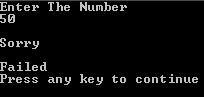 Enter The Number
50
Sorry
Failed
Press any key to continue